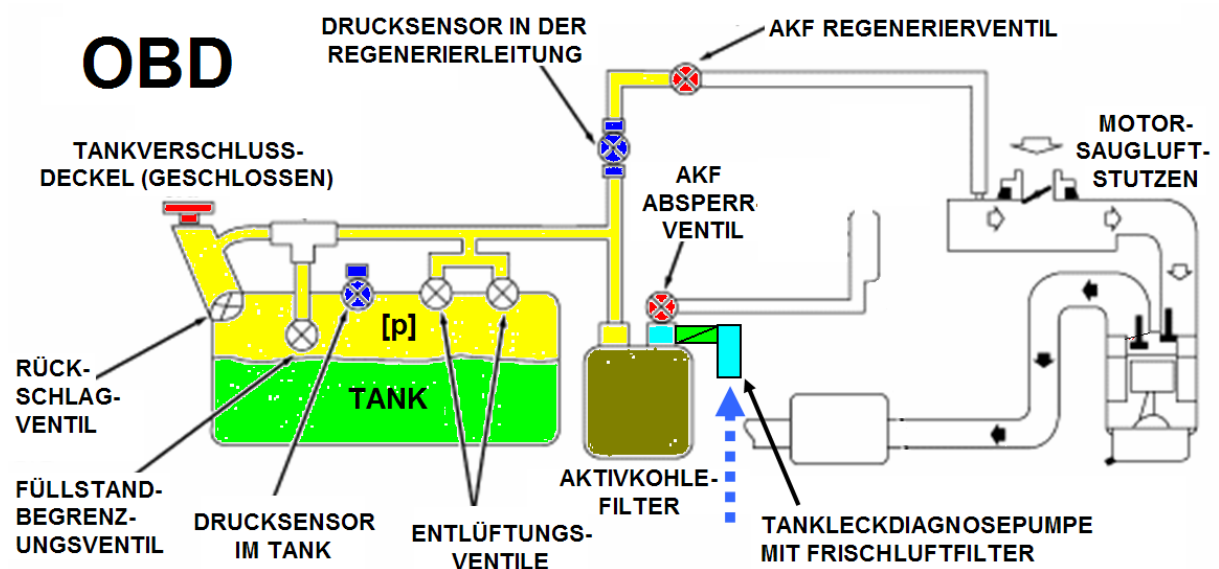 OBD
DRUCKSENSOR IN DER
REGENERIERLEITUNG
AKF REGENERIERVENTIL
TANKVERSCHLUSS-
DECKEL (GESCHLOSSEN)
AKF
ABSPERR-
VENTIL
MOTOR-
SAUGLUFT-
STUTZEN
[p]
TANK
RÜCK-
SCHLAG-
VENTIL
FÜLLSTAND-
BEGRENZ-
UNGSVENTIL
DRUCKSENSOR
IM TANK
ENTLÜFTUNGS-
VENTILE
AKTIVKOHLE-
FILTER
TANKLECKDIAGNOSEPUMPE
MIT FRISCHLUFTFILTER